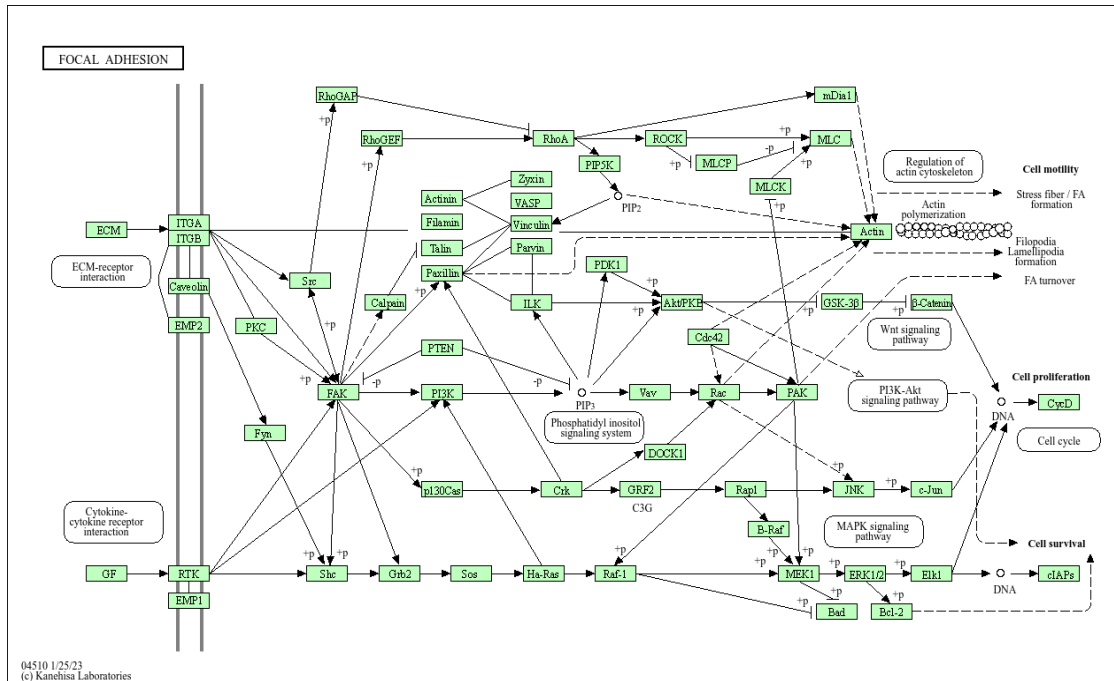 FOCAL ADHESION
RhoGAP
mDia1
+p
RhoGEF
RhoA
ROCK
+p
MLC
+p
PIP5K
+p
MLCP
-p
+p
Regulation of
actin cytoskeleton
Cell motility
Zyxin
MLCK
Actinin
VASP
PIP2
+p
Stress fiber / FA
formation
ECM
ITGA
ITGB
Filamin
Vinculin
Actin
Actin
polymerization
Talin
Parvin
Filopodia
Lamellipodia
formation
ECM-receptor
interaction
Paxillin
PDK1
Src
+p
FA turnover
Caveolin
Calpain
+p
ILK
+p
Akt/PKB
GSK-3β
β-Catenin
EMP2
PKC
+p
+p
+p
+p
Wnt signaling
pathway
PTEN
Cdc42
+p
-p
-p
FAK
PI3K
PIP3
Vav
Rac
PAK
PI3K-Akt
signaling pathway
Cell proliferation
DNA
CycD
Fyn
Phosphatidyl inositol
signaling system
Cell cycle
DOCK1
+p
+p
p130Cas
Crk
GRF2
C3G
Rap1
JNK
+p
c-Jun
Cytokine-
cytokine receptor
interaction
B-Raf
MAPK signaling
pathway
Cell survival
+p
+p
+p
+p
+p
+p
+p
GF
RTK
Shc
Grb2
Sos
Ha-Ras
Raf-1
MEK1
ERK1/2
Elk1
DNA
cIAPs
EMP1
+p
+p
+p
Bad
Bcl-2
04510 1/25/23
(c) Kanehisa Laboratories